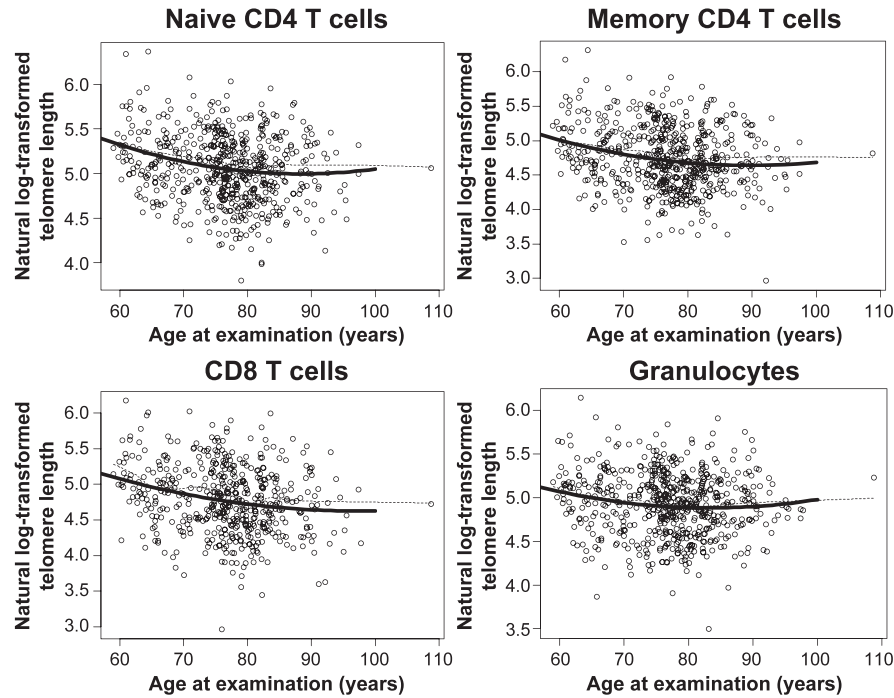 Naive CD4 T cells
Natural log-transformed
telomere length
6.0
5.5
5.0
4.5
4.0
60 70 80 90 100 110
Age at examination (years)
Memory CD4 T cells
Natural log-transformed
telomere length
6.0
5.5
5.0
4.5
4.0
3.5
3.0
60 70 80 90 100 110
Age at examination (years)
CD8 T cells
Natural log-transformed
telomere length
6.0
5.5
5.0
4.5
4.0
3.5
3.0
60 70 80 90 100 110
Age at examination (years)
Granulocytes
Natural log-transformed
telomere length
6.0
5.5
5.0
4.5
4.0
3.5
60 70 80 90 100 110
Age at examination (years)